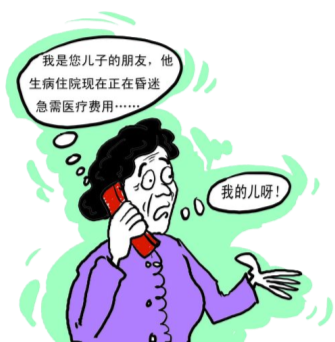 我是您儿子的朋友，他
生病住院现在正在昏迷
急需医疗费用……
我的儿呀！